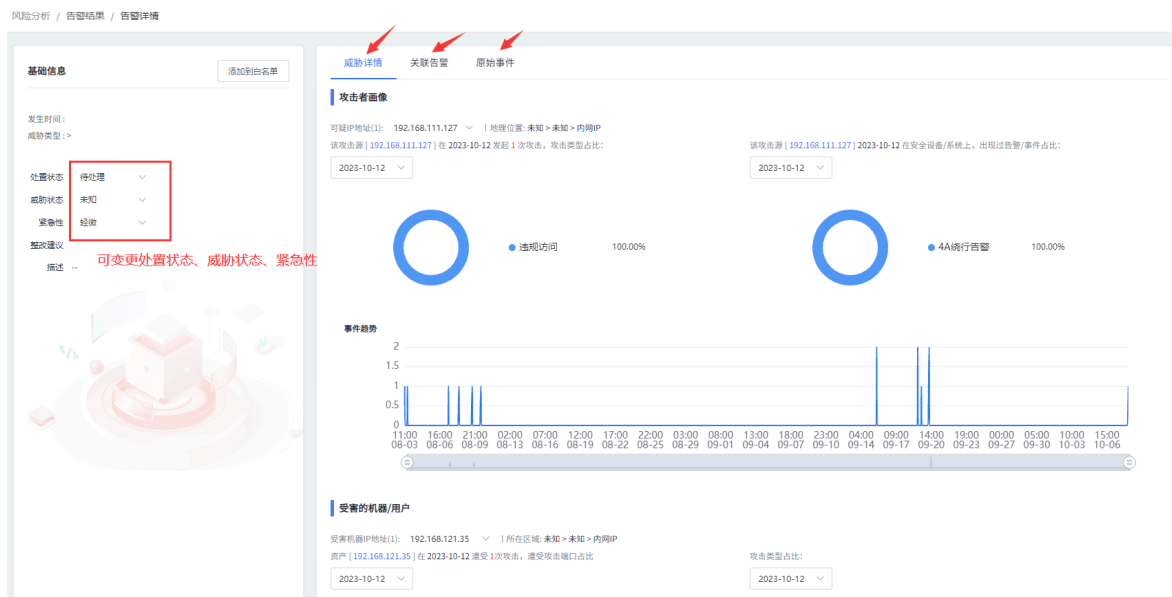 风险分析 / 告警结果 / 告警详情
基础信息
添加到白名单
发生时间 :
威胁类型 : >
处置状态 待处理
威胁状态 未知
紧急性 轻微
整改建议
描述 --
可变更处置状态、威胁状态、紧急性
威胁详情 关联告警 原始事件
攻击者画像
可疑IP地址(1): 192.168.111.127 | 地理位置: 未知 > 未知 > 内网IP
该攻击源 [ 192.168.111.127 ] 在 2023-10-12 发起 1 次攻击，攻击类型占比:
2023-10-12
违规访问 100.00%
该攻击源 [ 192.168.111.127 ] 2023-10-12 在安全设备/系统上，出现过告警/事件占比:
2023-10-12
4A绕行告警 100.00%
事件趋势
2
1.5
1
0.5
0
11:00 16:00 21:00 02:00 07:00 12:00 17:00 22:00 03:00 08:00 13:00 18:00 23:00 04:00 09:00 14:00 19:00 00:00 05:00 10:00 15:00
08-03 08-06 08-09 08-13 08-16 08-19 08-22 08-25 08-29 09-01 09-04 09-07 09-10 09-14 09-17 09-20 09-23 09-27 09-30 10-03 10-06
受害的机器/用户
受害机器IP地址(1): 192.168.121.35 | 所在区域: 未知 > 未知 > 内网IP
资产 [ 192.168.121.35 ] 在 2023-10-12 遭受 1次攻击，遭受攻击端口占比
2023-10-12
攻击类型占比:
2023-10-12